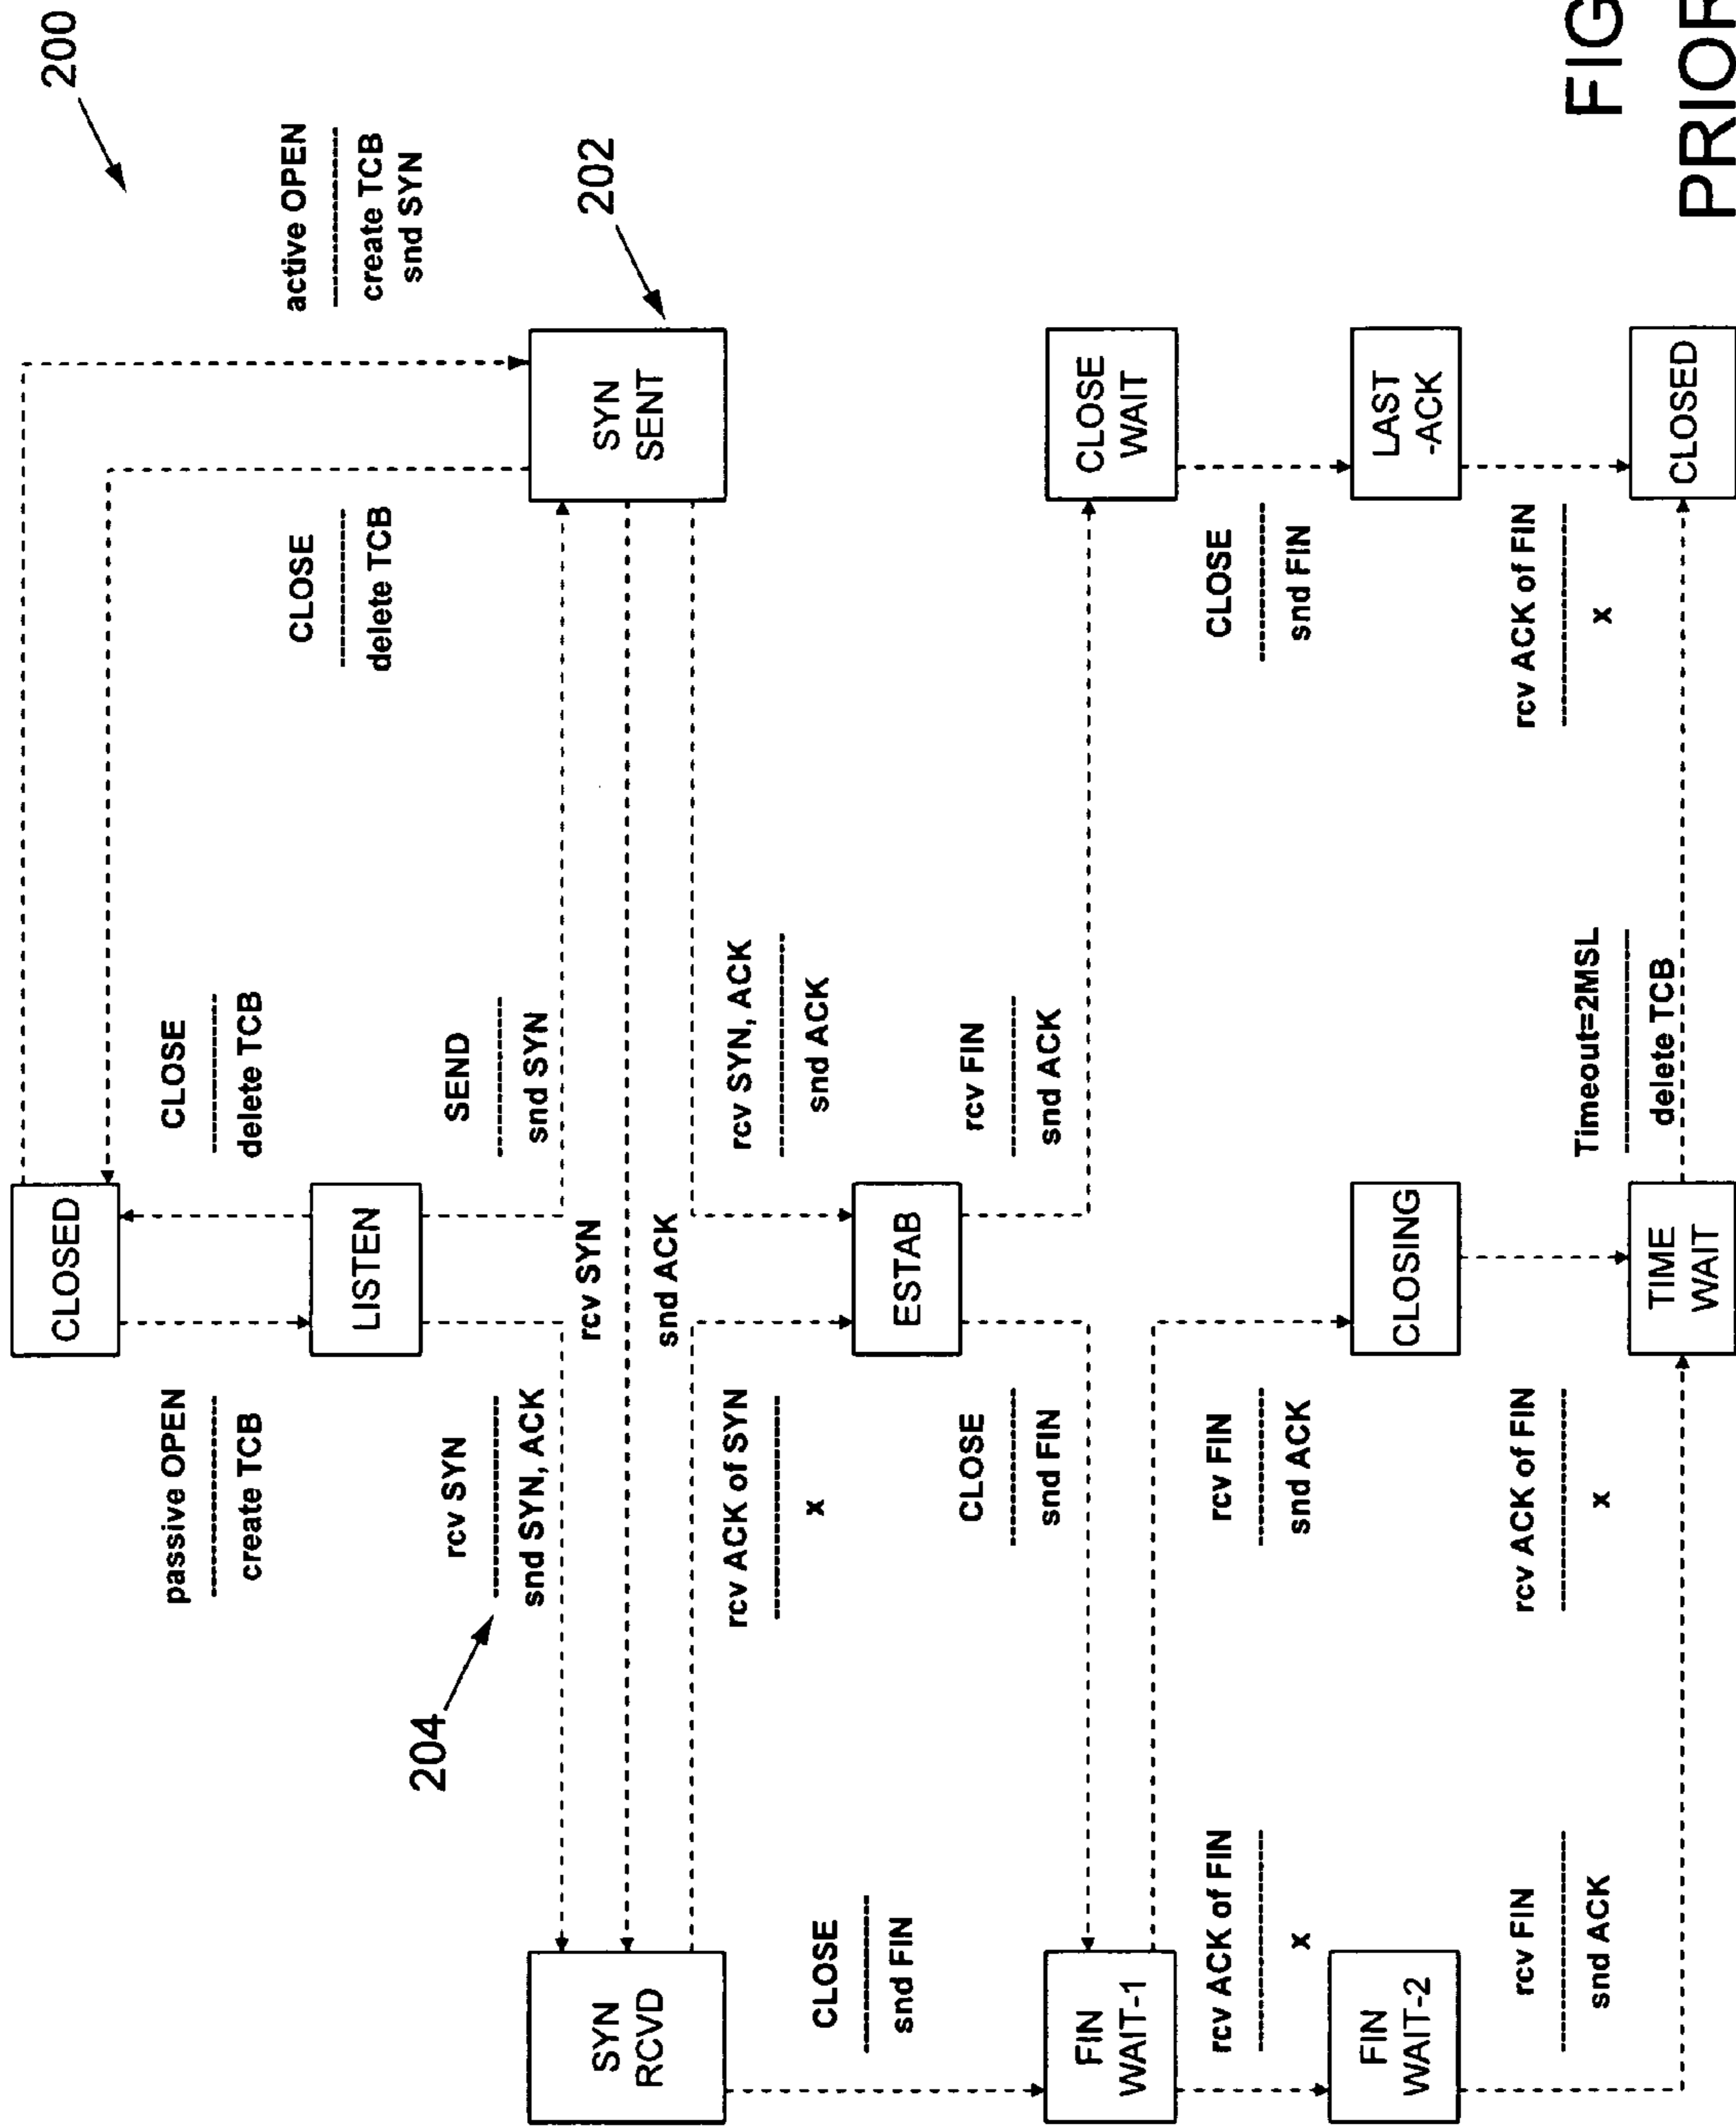 200
CLOSED
active OPEN
create TCB
snd SYN
passive OPEN
create TCB
CLOSE
delete TCB
CLOSE
delete TCB
LISTEN
204
rcv SYN
snd SYN, ACK
SEND
snd SYN
202
SYN
RCVD
rcv SYN
snd ACK
SYN
SENT
rcv ACK of SYN
x
rcv SYN, ACK
snd ACK
CLOSE
snd FIN
ESTAB
CLOSE
snd FIN
rcv FIN
snd ACK
FIN
WAIT-1
CLOSE
WAIT
rcv ACK of FIN
x
rcv FIN
snd ACK
CLOSE
snd FIN
FIN
WAIT-2
CLOSING
LAST
-ACK
rcv FIN
snd ACK
rcv ACK of FIN
x
Timeout=2MSL
delete TCB
rcv ACK of FIN
x
TIME
WAIT
CLOSED
FIG
PRIOR